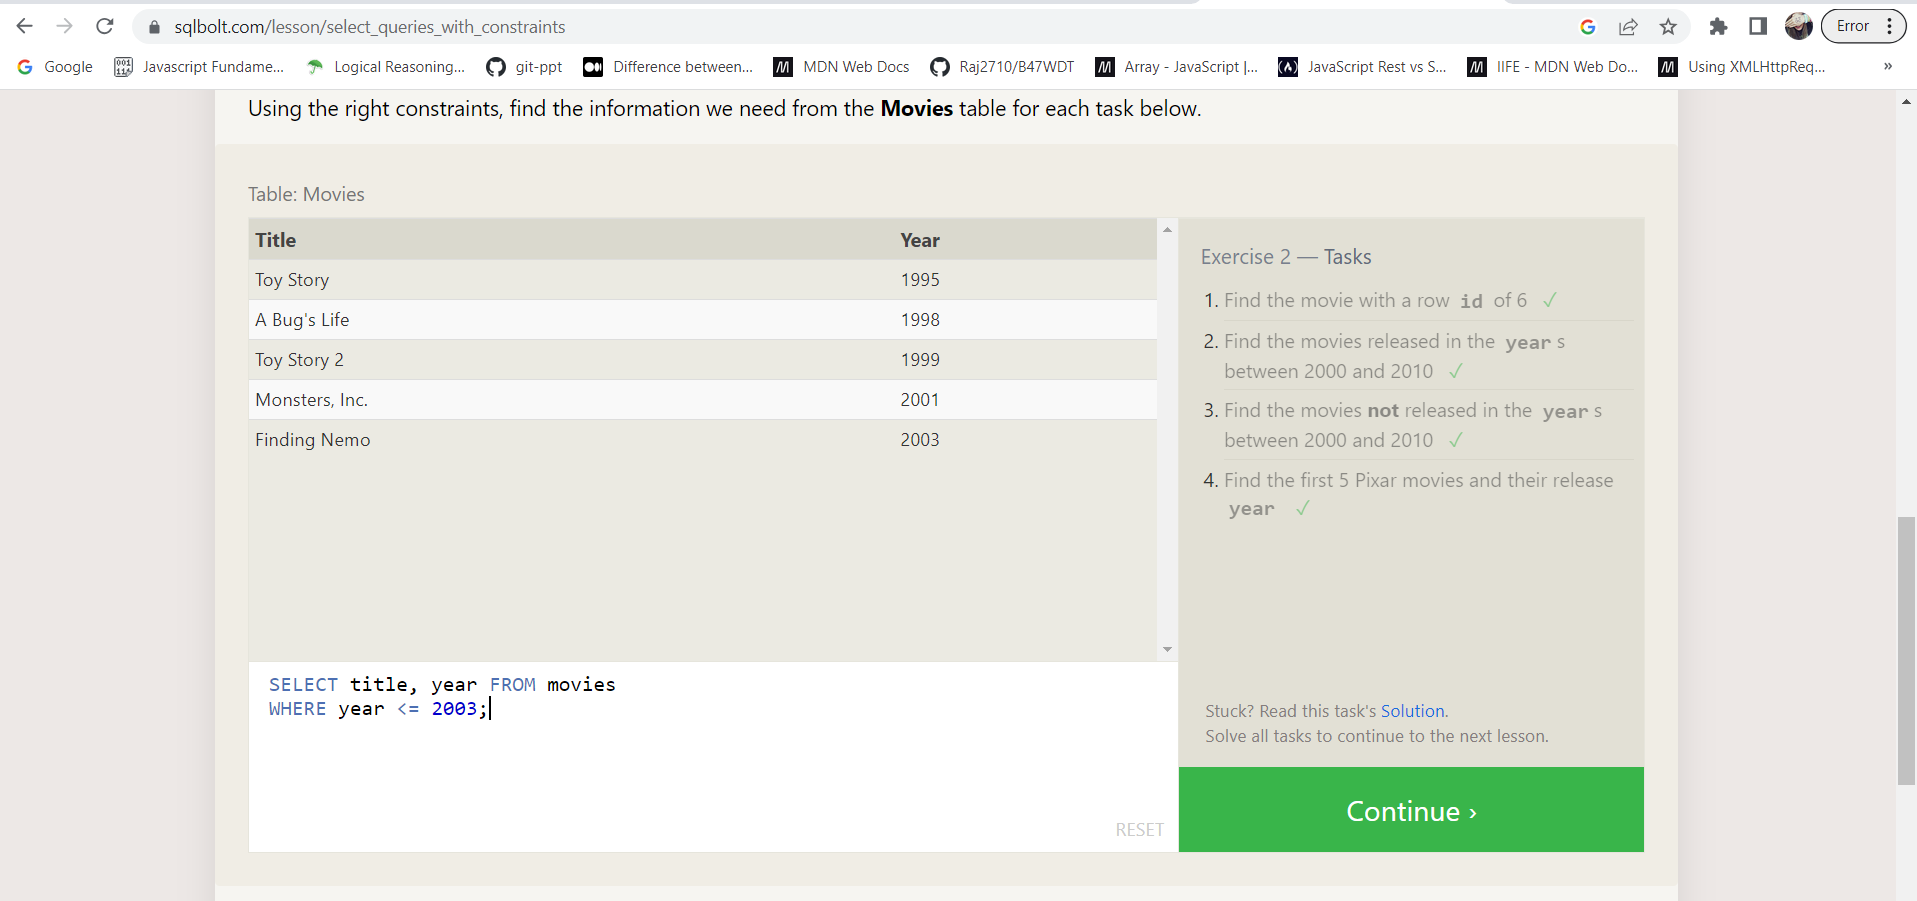 sqlbolt.com/lesson/select_queries_with_constraints
Error
Google
Javascript Fundame...
Logical Reasoning...
git-ppt
Difference between...
MDN Web Docs
Raj2710/B47WDT
Array - JavaScript |...
JavaScript Rest vs S...
IIFE - MDN Web Do...
Using XMLHttpReq...
»
Using the right constraints, find the information we need from the Movies table for each task below.
Table: Movies
Title Year
Toy Story 1995
A Bug's Life 1998
Toy Story 2 1999
Monsters, Inc. 2001
Finding Nemo 2003
SELECT title, year FROM movies
WHERE year <= 2003;
RESET
Exercise 2 — Tasks
1. Find the movie with a row id of 6 ✓
2. Find the movies released in the year s
between 2000 and 2010 ✓
3. Find the movies not released in the year s
between 2000 and 2010 ✓
4. Find the first 5 Pixar movies and their release
year ✓
Stuck? Read this task's Solution.
Solve all tasks to continue to the next lesson.
Continue ›